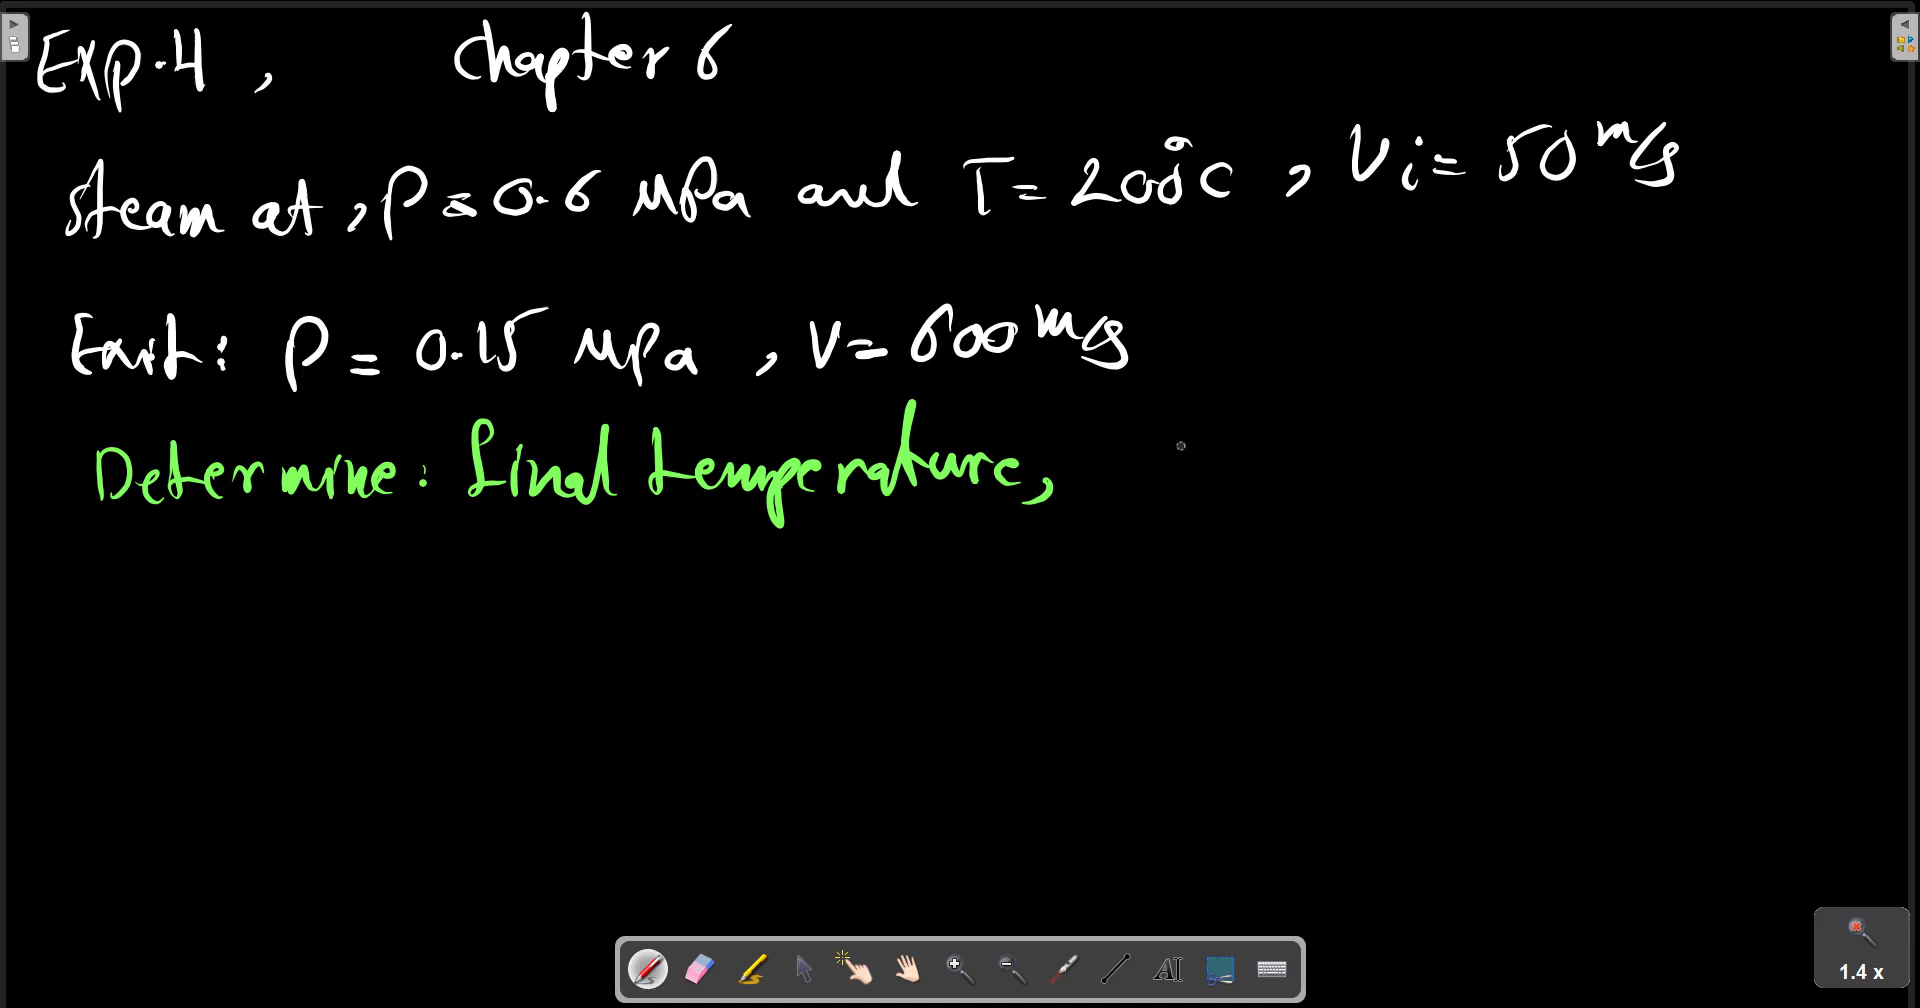 Exp.4 , Chapter 6
steam at , P = 0.6 MPa and T = 200°C , Vi = 50 m/s
Exit : P = 0.15 MPa , V = 600 m/s
Determine : final temperature,
AI
1.4 x